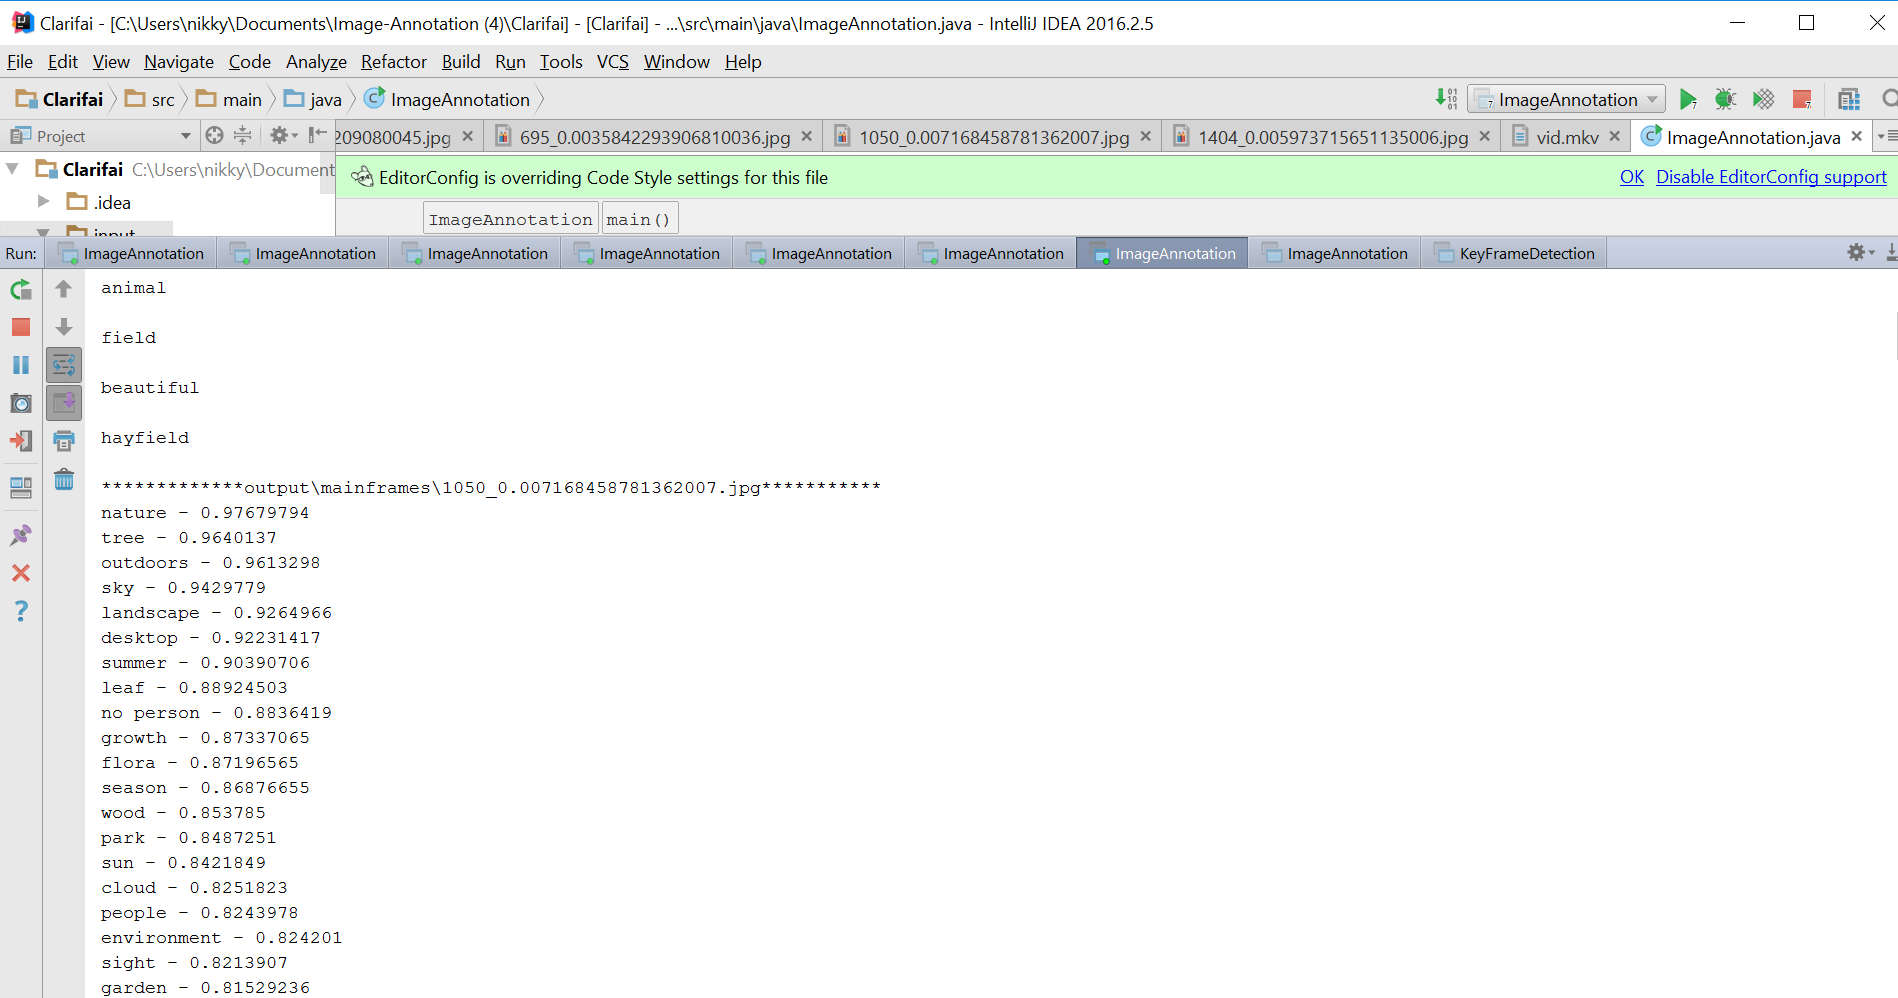 Clarifai - [C:\Users\nikky\Documents\Image-Annotation (4)\Clarifai] - [Clarifai] - ...\src\main\java\ImageAnnotation.java - IntelliJ IDEA 2016.2.5
File Edit View Navigate Code Analyze Refactor Build Run Tools VCS Window Help
Clarifai src main java ImageAnnotation ImageAnnotation
Project 209080045.jpg 695_0.0035842293906810036.jpg 1050_0.007168458781362007.jpg 1404_0.005973715651135006.jpg vid.mkv ImageAnnotation.java
Clarifai C:\Users\nikky\Document
EditorConfig is overriding Code Style settings for this file OK Disable EditorConfig support
.idea
ImageAnnotation main()
input
Run: ImageAnnotation ImageAnnotation ImageAnnotation ImageAnnotation ImageAnnotation ImageAnnotation ImageAnnotation ImageAnnotation KeyFrameDetection
animal
field
beautiful
hayfield
*************output\mainframes\1050_0.007168458781362007.jpg***********
nature - 0.97679794
tree - 0.9640137
outdoors - 0.9613298
sky - 0.9429779
landscape - 0.9264966
desktop - 0.92231417
summer - 0.90390706
leaf - 0.88924503
no person - 0.8836419
growth - 0.87337065
flora - 0.87196565
season - 0.86876655
wood - 0.853785
park - 0.8487251
sun - 0.8421849
cloud - 0.8251823
people - 0.8243978
environment - 0.824201
sight - 0.8213907
garden - 0.81529236